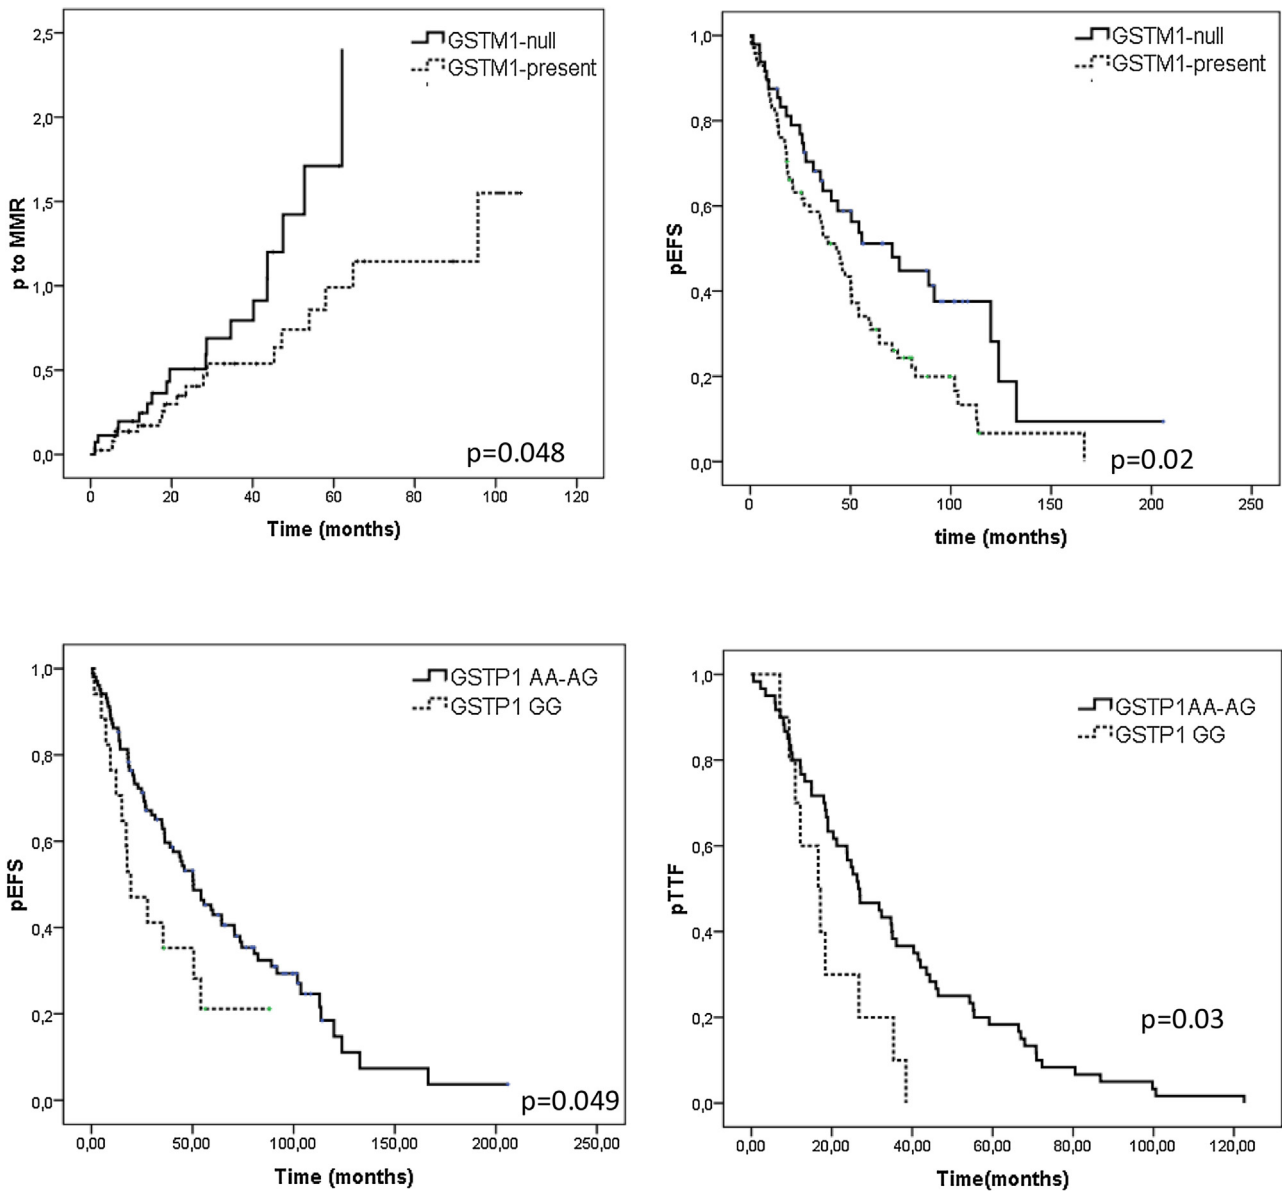 GSTM1-null
GSTM1-present
2,5
2,0
1,5
1,0
0,5
0,0
p to MMR
p=0.048
0 20 40 60 80 100 120
Time (months)
GSTM1-null
GSTM1-present
1,0
0,8
0,6
0,4
0,2
0,0
pEFS
p=0.02
0 50 100 150 200 250
time (months)
GSTP1 AA-AG
GSTP1 GG
1,0
0,8
0,6
0,4
0,2
0,0
pEFS
p=0.049
0,00 50,00 100,00 150,00 200,00 250,00
Time (months)
GSTP1AA-AG
GSTP1 GG
1,0
0,8
0,6
0,4
0,2
0,0
pTTF
p=0.03
0,00 20,00 40,00 60,00 80,00 100,00 120,00
Time(months)